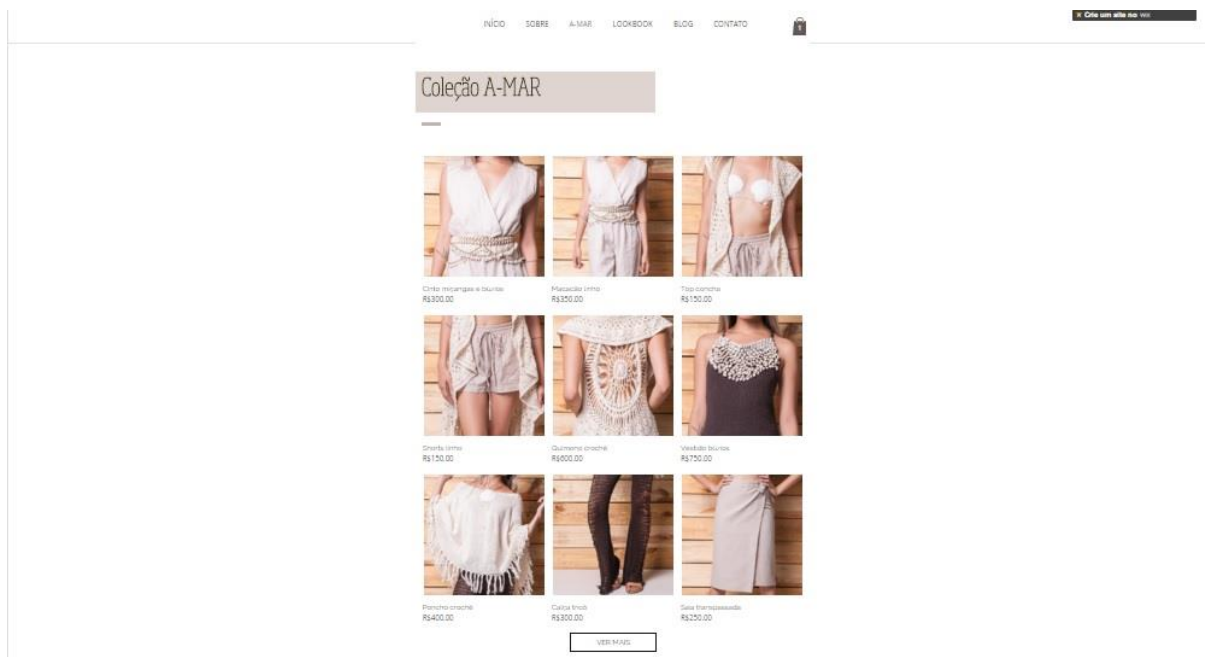 INÍCIO SOBRE A-MAR LOOKBOOK BLOG CONTATO 1
Crie um site no WIX
Coleção A-MAR
Cinto miçangas e búzios Macacão linho Top concha
R$300.00 R$350.00 R$150.00
Shorts linho Quimono crochê Vestido búzios
R$150.00 R$600.00 R$750.00
Poncho crochê Calça tricô Saia transpassada
R$400.00 R$300.00 R$250.00
VER MAIS